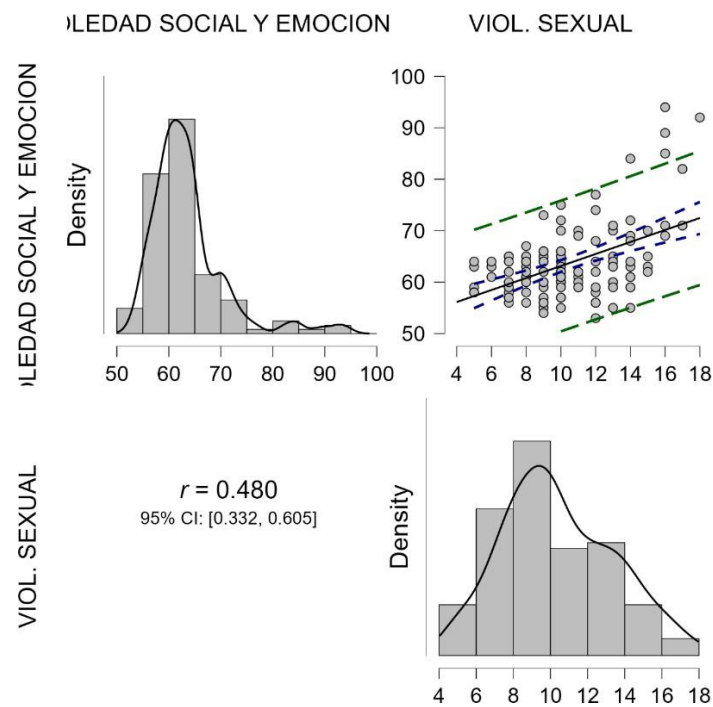 OLEDAD SOCIAL Y EMOCION
VIOL. SEXUAL
OLEDAD SOCIAL Y EMOCION
Density
50 60 70 80 90 100
100
90
80
70
60
50
4 6 8 10 12 14 16 18
VIOL. SEXUAL
r = 0.480
95% CI: [0.332, 0.605]
Density
4 6 8 10 12 14 16 18